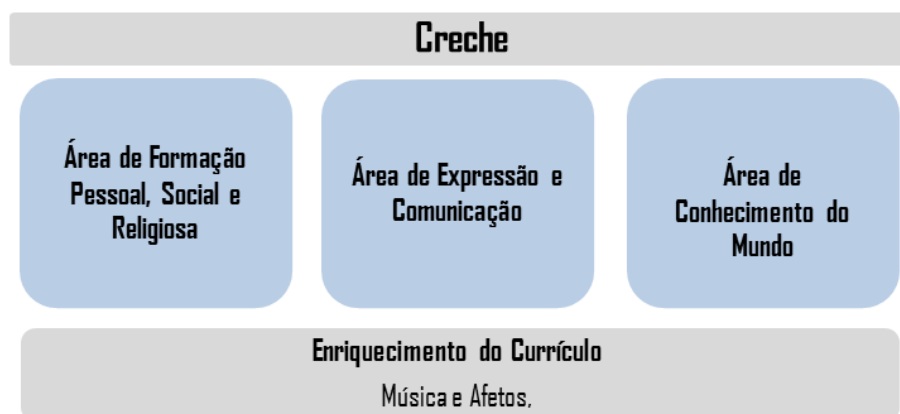 Creche
Área de Formação
Pessoal, Social e
Religiosa
Área de Expressão e
Comunicação
Área de
Conhecimento do
Mundo
Enriquecimento do Currículo
Música e Afetos,